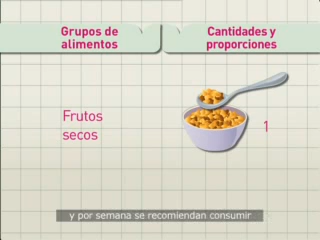 Grupos de
alimentos
Cantidades y
proporciones
Frutos
secos
1
y por semana se recomiendan consumir